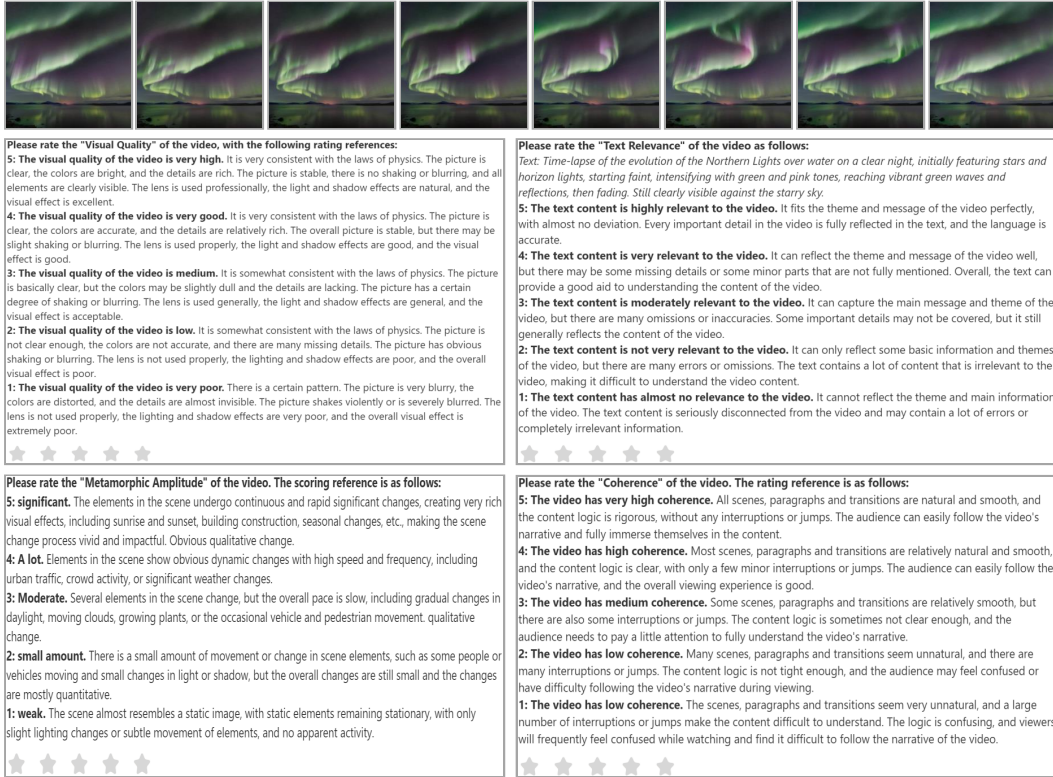 Please rate the "Visual Quality" of the video, with the following rating references:
5: The visual quality of the video is very high. It is very consistent with the laws of physics. The picture is
clear, the colors are bright, and the details are rich. The picture is stable, there is no shaking or blurring, and all
elements are clearly visible. The lens is used professionally, the light and shadow effects are natural, and the
visual effect is excellent.
4: The visual quality of the video is very good. It is very consistent with the laws of physics. The picture is
clear, the colors are accurate, and the details are relatively rich. The overall picture is stable, but there may be
slight shaking or blurring. The lens is used properly, the light and shadow effects are good, and the visual
effect is good.
3: The visual quality of the video is medium. It is somewhat consistent with the laws of physics. The picture
is basically clear, but the colors may be slightly dull and the details are lacking. The picture has a certain
degree of shaking or blurring. The lens is used generally, the light and shadow effects are general, and the
visual effect is acceptable.
2: The visual quality of the video is low. It is somewhat consistent with the laws of physics. The picture is
not clear enough, the colors are not accurate, and there are many missing details. The picture has obvious
shaking or blurring. The lens is not used properly, the lighting and shadow effects are poor, and the overall
visual effect is poor.
1: The visual quality of the video is very poor. There is a certain pattern. The picture is very blurry, the
colors are distorted, and the details are almost invisible. The picture shakes violently or is severely blurred. The
lens is not used properly, the lighting and shadow effects are very poor, and the overall visual effect is
extremely poor.
Please rate the "Text Relevance" of the video as follows:
Text: Time-lapse of the evolution of the Northern Lights over water on a clear night, initially featuring stars and
horizon lights, starting faint, intensifying with green and pink tones, reaching vibrant green waves and
reflections, then fading. Still clearly visible against the starry sky.
5: The text content is highly relevant to the video. It fits the theme and message of the video perfectly,
with almost no deviation. Every important detail in the video is fully reflected in the text, and the language is
accurate.
4: The text content is very relevant to the video. It can reflect the theme and message of the video well,
but there may be some missing details or some minor parts that are not fully mentioned. Overall, the text can
provide a good aid to understanding the content of the video.
3: The text content is moderately relevant to the video. It can capture the main message and theme of the
video, but there are many omissions or inaccuracies. Some important details may not be covered, but it still
generally reflects the content of the video.
2: The text content is not very relevant to the video. It can only reflect some basic information and themes
of the video, but there are many errors or omissions. The text contains a lot of content that is irrelevant to the
video, making it difficult to understand the video content.
1: The text content has almost no relevance to the video. It cannot reflect the theme and main information
of the video. The text content is seriously disconnected from the video and may contain a lot of errors or
completely irrelevant information.
Please rate the "Metamorphic Amplitude" of the video. The scoring reference is as follows:
5: significant. The elements in the scene undergo continuous and rapid significant changes, creating very rich
visual effects, including sunrise and sunset, building construction, seasonal changes, etc., making the scene
change process vivid and impactful. Obvious qualitative change.
4: A lot. Elements in the scene show obvious dynamic changes with high speed and frequency, including
urban traffic, crowd activity, or significant weather changes.
3: Moderate. Several elements in the scene change, but the overall pace is slow, including gradual changes in
daylight, moving clouds, growing plants, or the occasional vehicle and pedestrian movement. qualitative
change.
2: small amount. There is a small amount of movement or change in scene elements, such as some people or
vehicles moving and small changes in light or shadow, but the overall changes are still small and the changes
are mostly quantitative.
1: weak. The scene almost resembles a static image, with static elements remaining stationary, with only
slight lighting changes or subtle movement of elements, and no apparent activity.
Please rate the "Coherence" of the video. The rating reference is as follows:
5: The video has very high coherence. All scenes, paragraphs and transitions are natural and smooth, and
the content logic is rigorous, without any interruptions or jumps. The audience can easily follow the video's
narrative and fully immerse themselves in the content.
4: The video has high coherence. Most scenes, paragraphs and transitions are relatively natural and smooth,
and the content logic is clear, with only a few minor interruptions or jumps. The audience can easily follow the
video's narrative, and the overall viewing experience is good.
3: The video has medium coherence. Some scenes, paragraphs and transitions are relatively smooth, but
there are also some interruptions or jumps. The content logic is sometimes not clear enough, and the
audience needs to pay a little attention to fully understand the video's narrative.
2: The video has low coherence. Many scenes, paragraphs and transitions seem unnatural, and there are
many interruptions or jumps. The content logic is not tight enough, and the audience may feel confused or
have difficulty following the video's narrative during viewing.
1: The video has low coherence. The scenes, paragraphs and transitions seem very unnatural, and a large
number of interruptions or jumps make the content difficult to understand. The logic is confusing, and viewers
will frequently feel confused while watching and find it difficult to follow the narrative of the video.